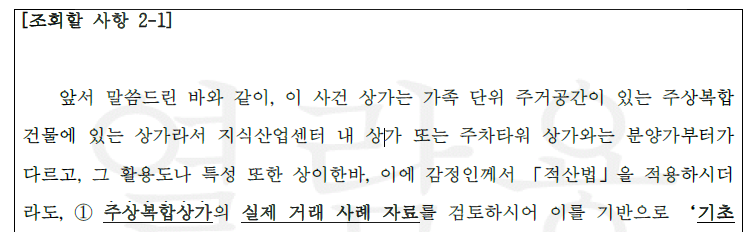 [조회할 사항 2-1]
앞서 말씀드린 바와 같이, 이 사건 상가는 가족 단위 주거공간이 있는 주상복합
건물에 있는 상가라서 지식산업센터 내 상가 또는 주차타워 상가와는 분양가부터가
다르고, 그 활용도나 특성 또한 상이한바, 이에 감정인께서 「적산법」을 적용하시더
라도, ① 주상복합상가의 실제 거래 사례 자료를 검토하시어 이를 기반으로 ‘기초
열람용